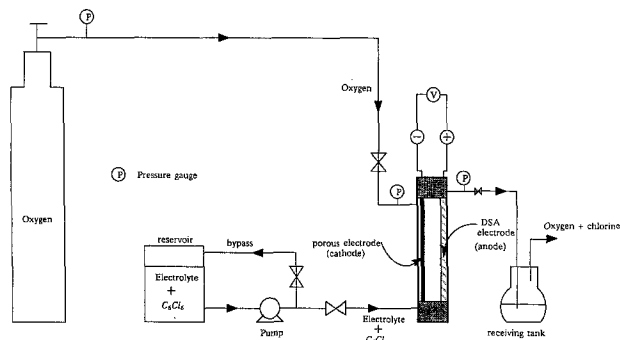 P
Oxygen
P Pressure gauge
Oxygen
V
−
+
P
P
DSA
electrode
(anode)
porous electrode
(cathode)
Oxygen + chlorine
reservoir
bypass
Electrolyte
+
Pump
Electrolyte
+
receiving tank